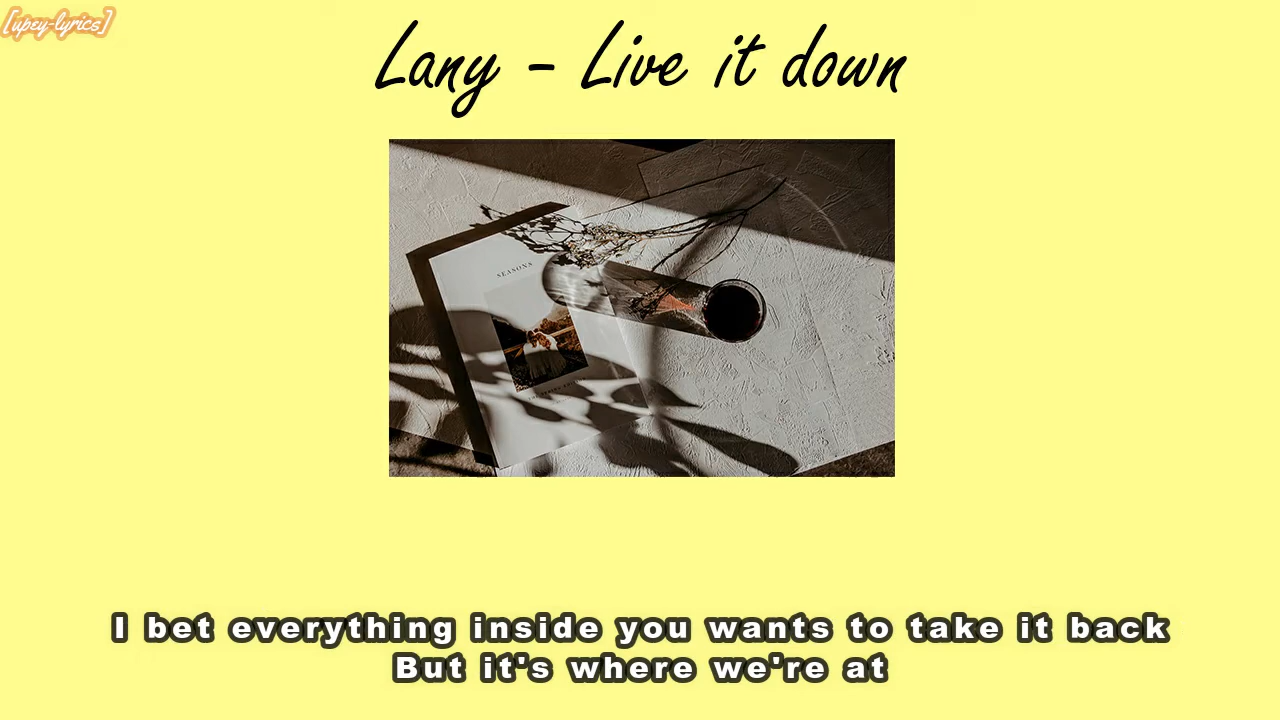 [upey-lyrics]
Lany - Live it down
SEASONS
I bet everything inside you wants to take it back
But it's where we're at